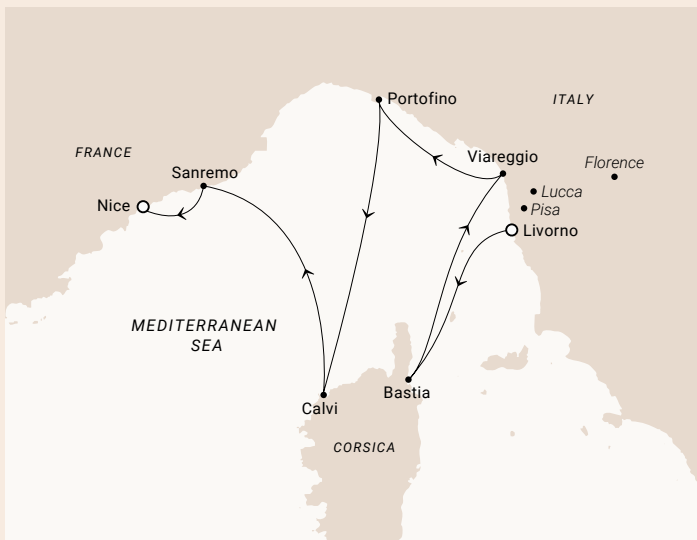 Portofino
ITALY
FRANCE
Viareggio
Florence
Sanremo
Lucca
Nice
Pisa
Livorno
MEDITERRANEAN
SEA
Bastia
Calvi
CORSICA